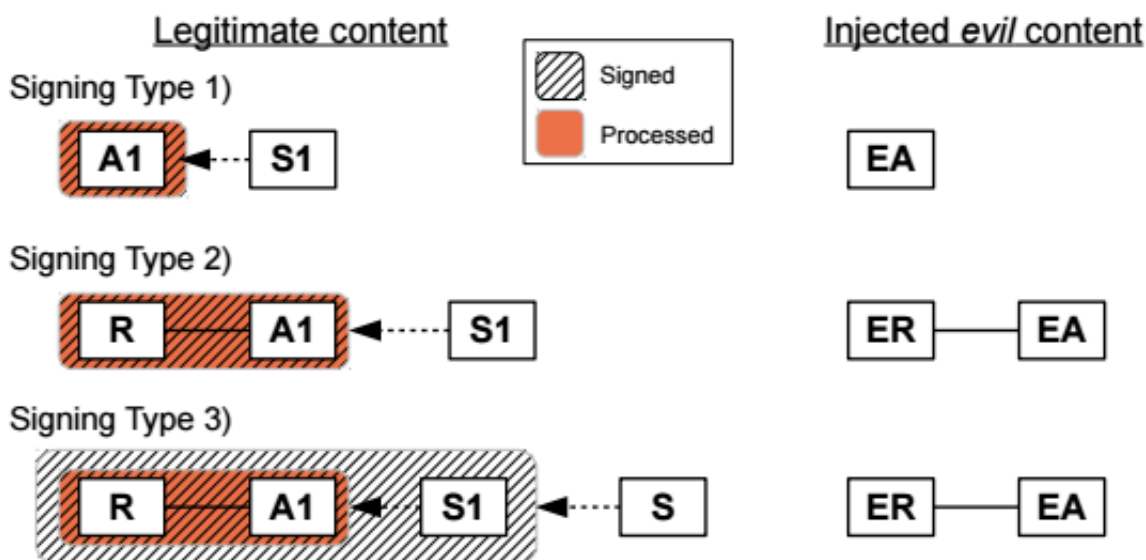 Legitimate content
Injected evil content
Signed
Processed
Signing Type 1)
A1 S1 EA
Signing Type 2)
R A1 S1 ER EA
Signing Type 3)
R A1 S1 S ER EA